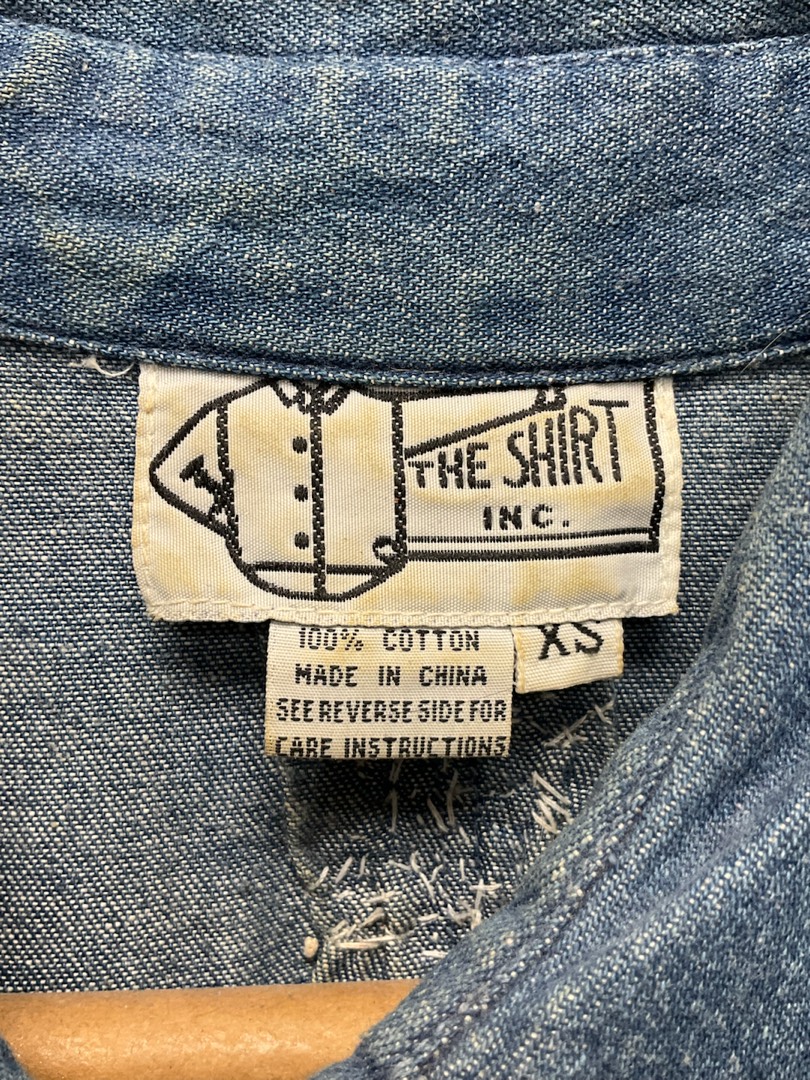 THE SHIRT
INC.
100% COTTON
MADE IN CHINA
SEE REVERSE SIDE FOR
CARE INSTRUCTIONS
XS